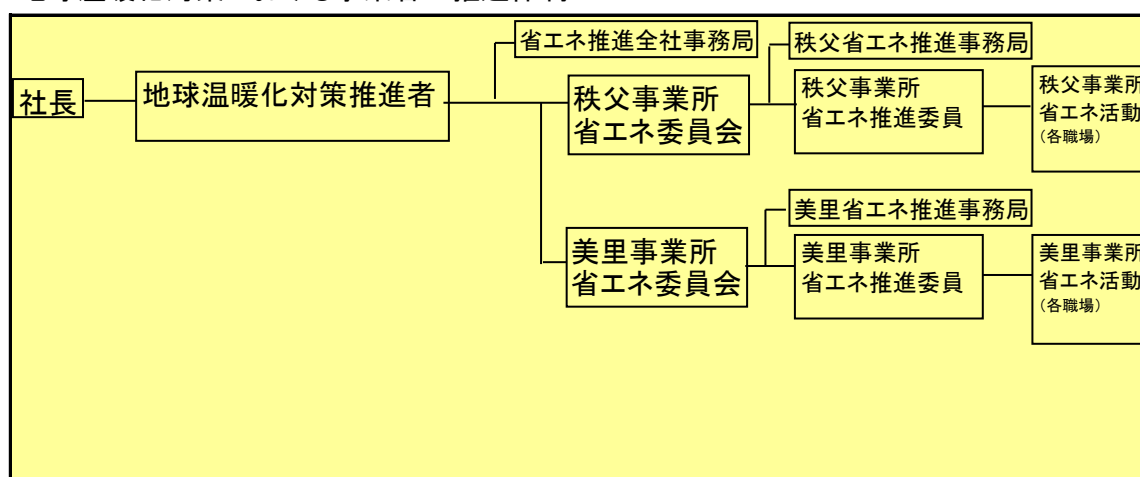 省エネ推進全社事務局
秩父省エネ推進事務局
社長
地球温暖化対策推進者
秩父事業所
省エネ委員会
秩父事業所
省エネ推進委員
秩父事業所
省エネ活動
(各職場)
美里省エネ推進事務局
美里事業所
省エネ委員会
美里事業所
省エネ推進委員
美里事業所
省エネ活動
(各職場)